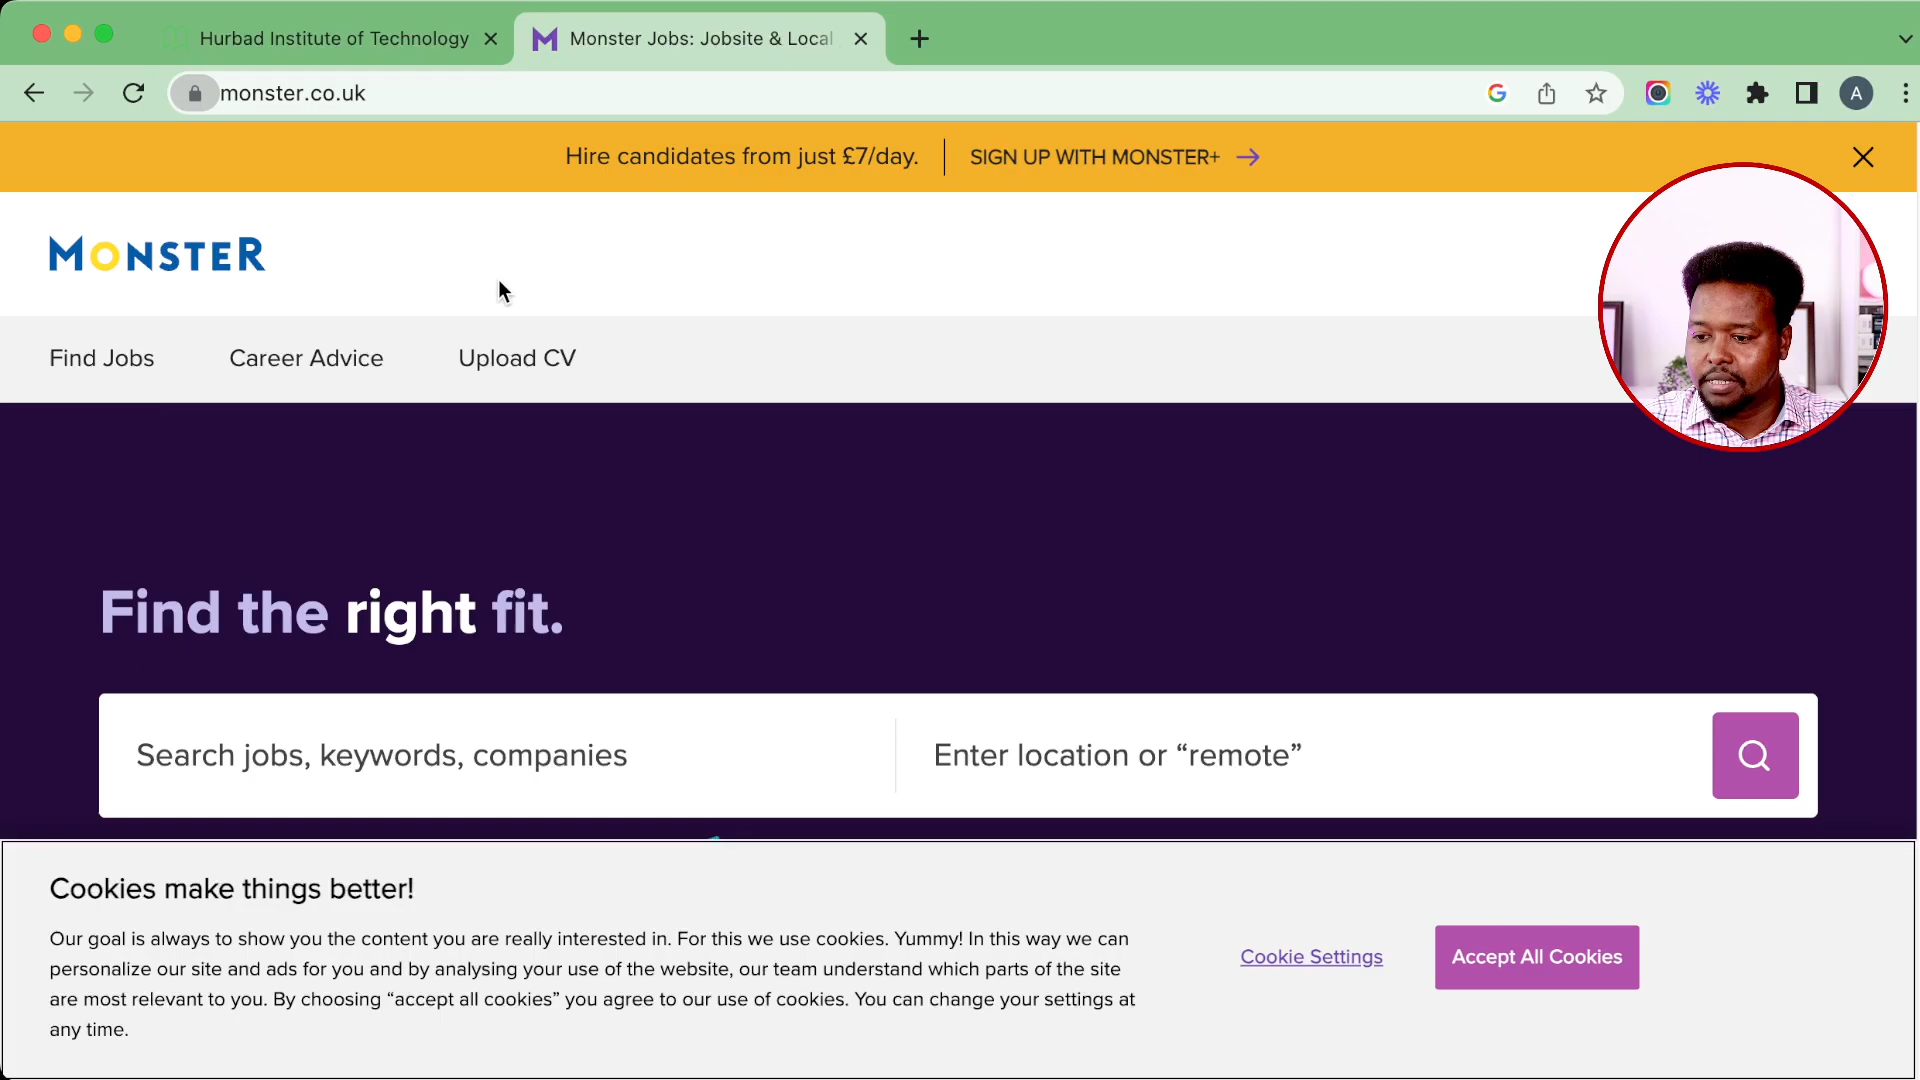 Hurbad Institute of Technology
Monster Jobs: Jobsite & Local
monster.co.uk
A
Hire candidates from just £7/day.
SIGN UP WITH MONSTER+
MONSTER
Find Jobs
Career Advice
Upload CV
Find the right fit.
Search jobs, keywords, companies
Enter location or “remote”
Cookies make things better!
Our goal is always to show you the content you are really interested in. For this we use cookies. Yummy! In this way we can
personalize our site and ads for you and by analysing your use of the website, our team understand which parts of the site
are most relevant to you. By choosing “accept all cookies” you agree to our use of cookies. You can change your settings at
any time.
Cookie Settings
Accept All Cookies